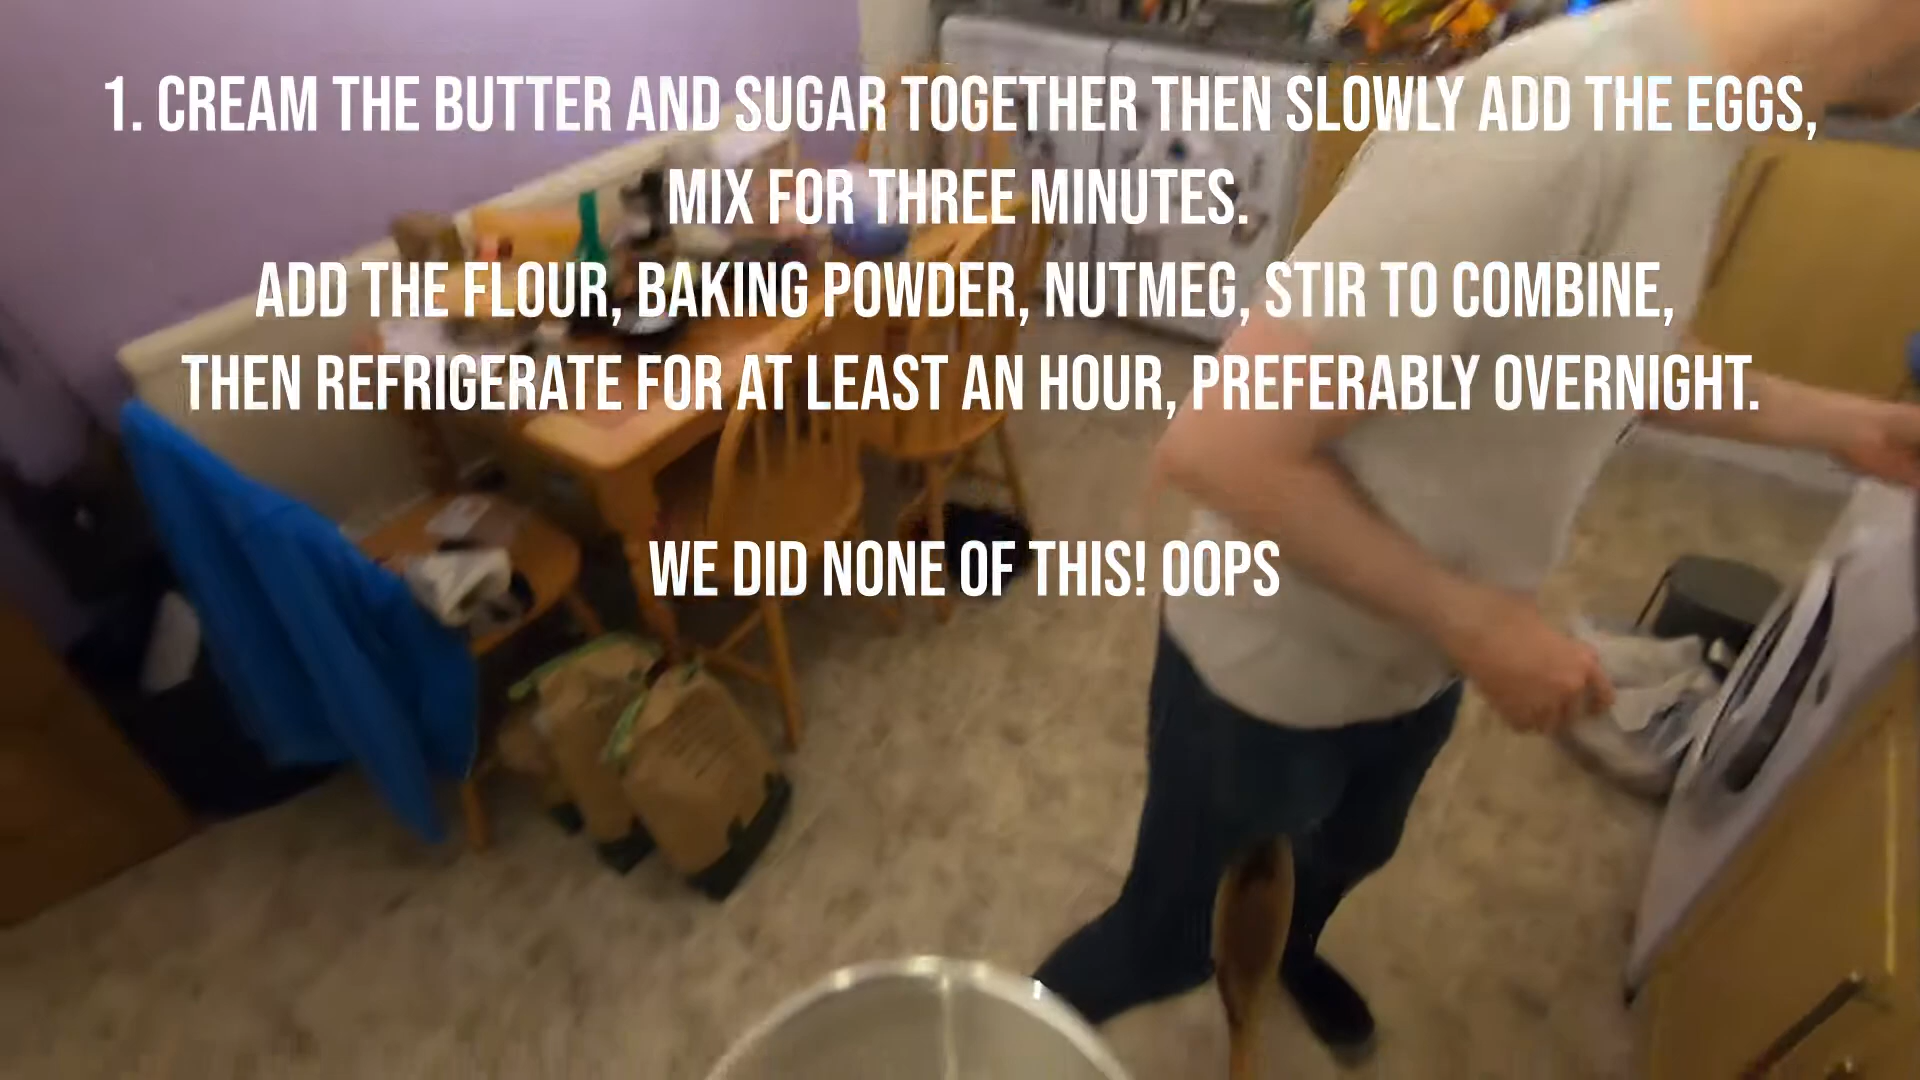 1. CREAM THE BUTTER AND SUGAR TOGETHER THEN SLOWLY ADD THE EGGS,
MIX FOR THREE MINUTES.
ADD THE FLOUR, BAKING POWDER, NUTMEG, STIR TO COMBINE,
THEN REFRIGERATE FOR AT LEAST AN HOUR, PREFERABLY OVERNIGHT.
WE DID NONE OF THIS! OOPS